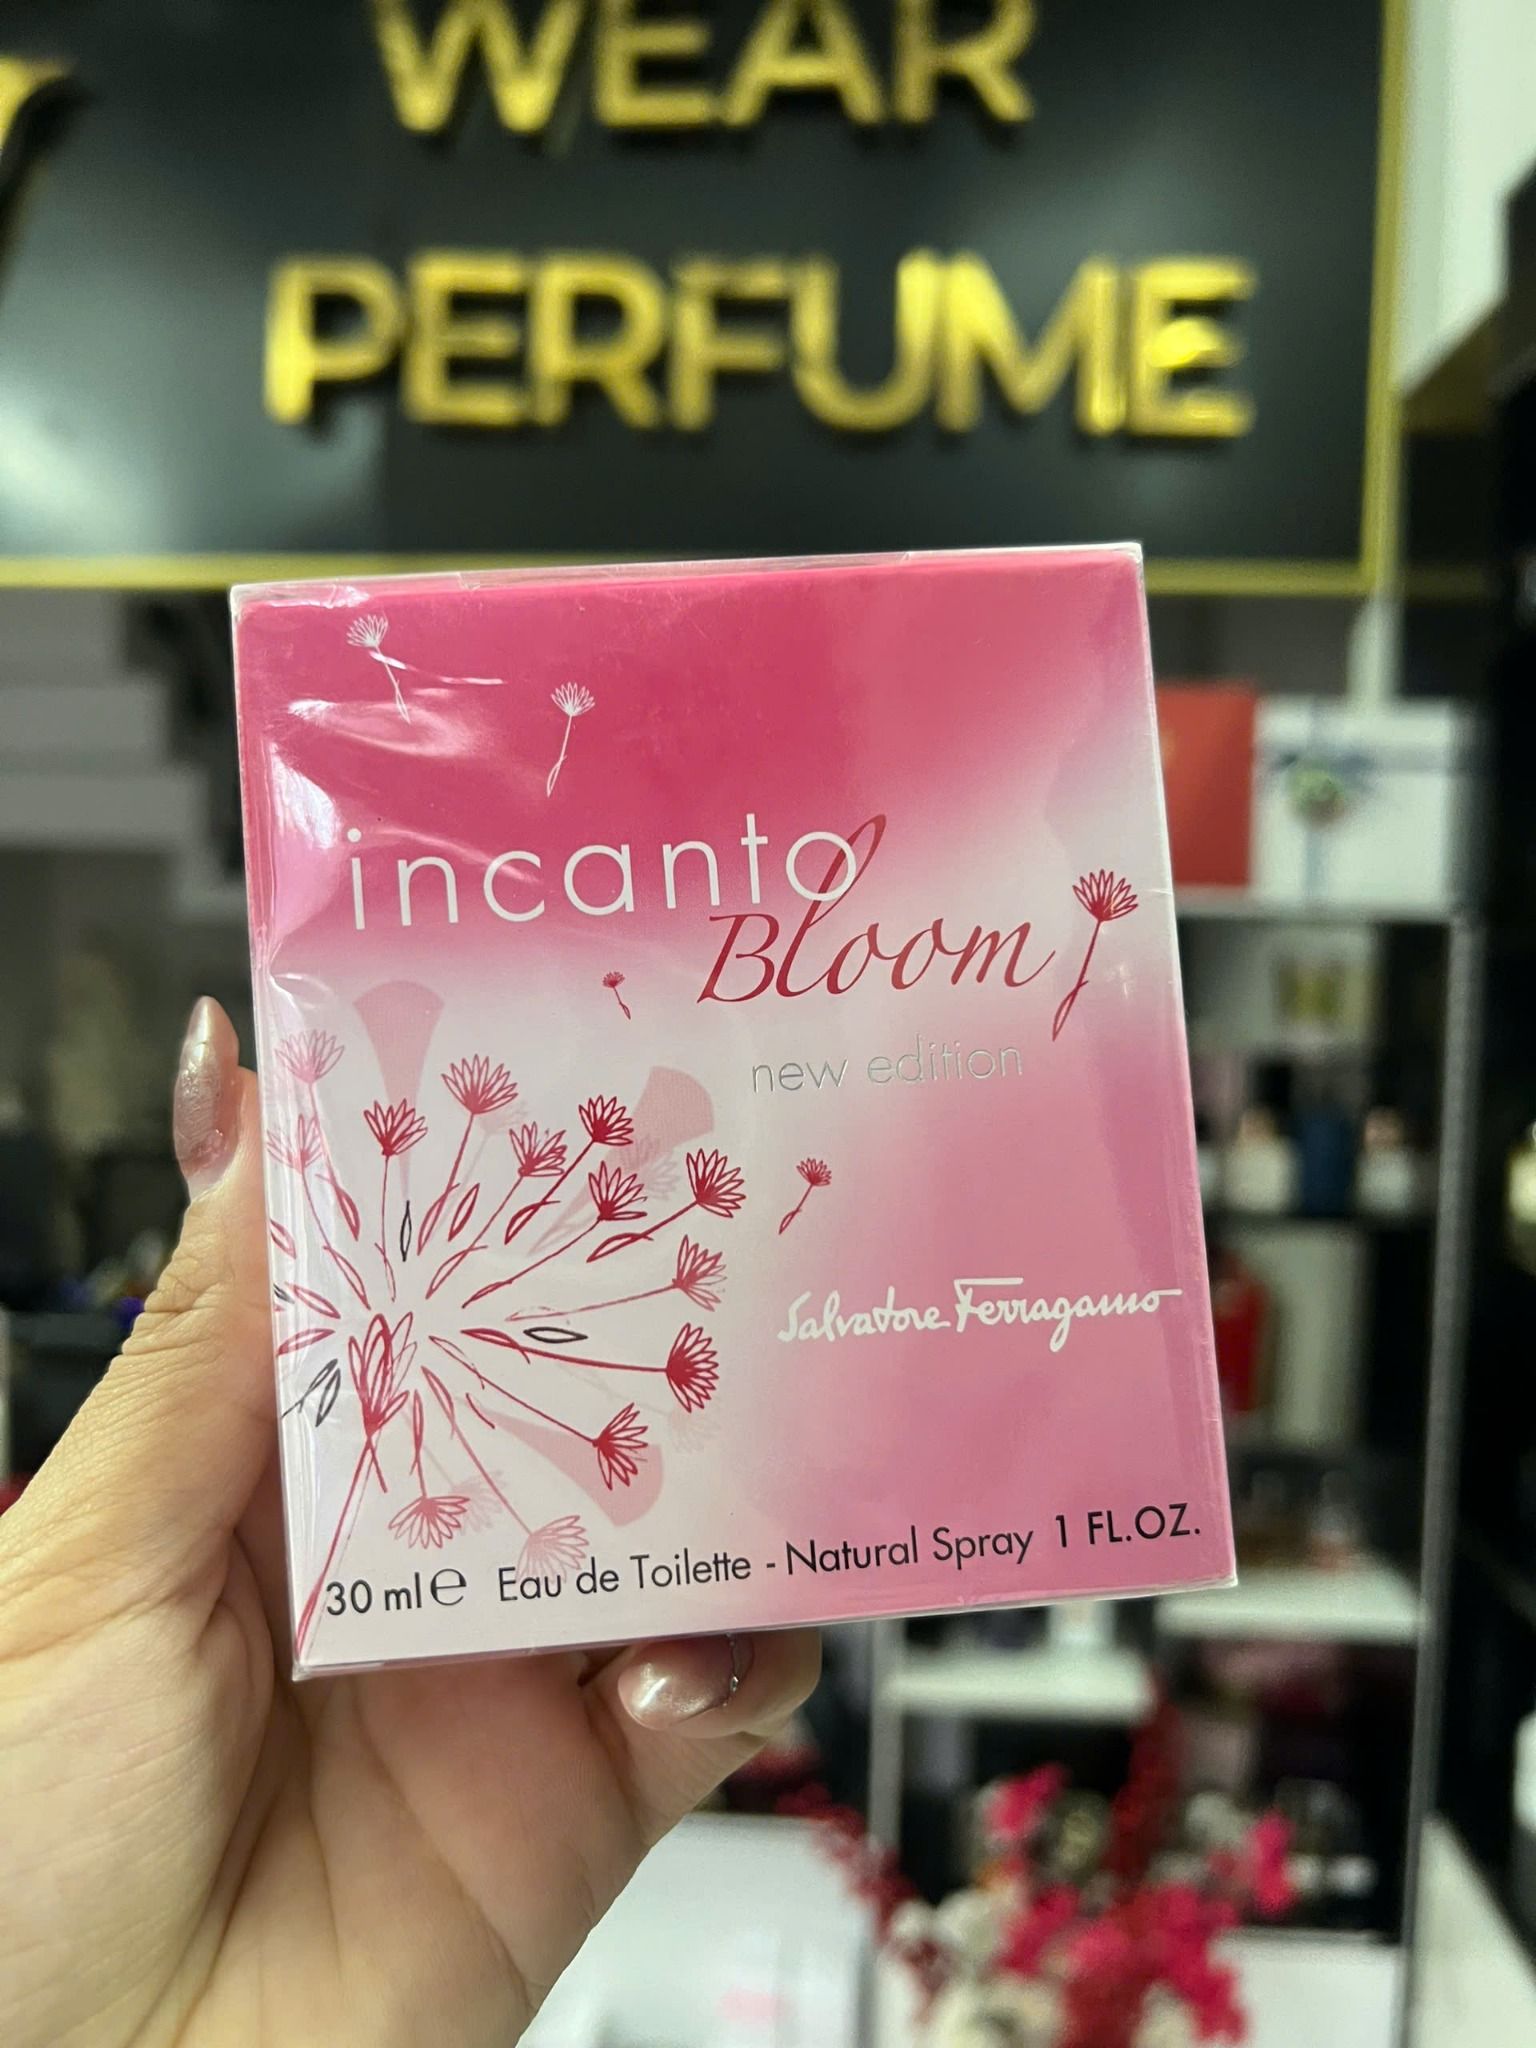 WEAR
PERFUME
incanto
Bloom
new edition
Salvatore Ferragamo
30 ml e Eau de Toilette - Natural Spray 1 FL.OZ.